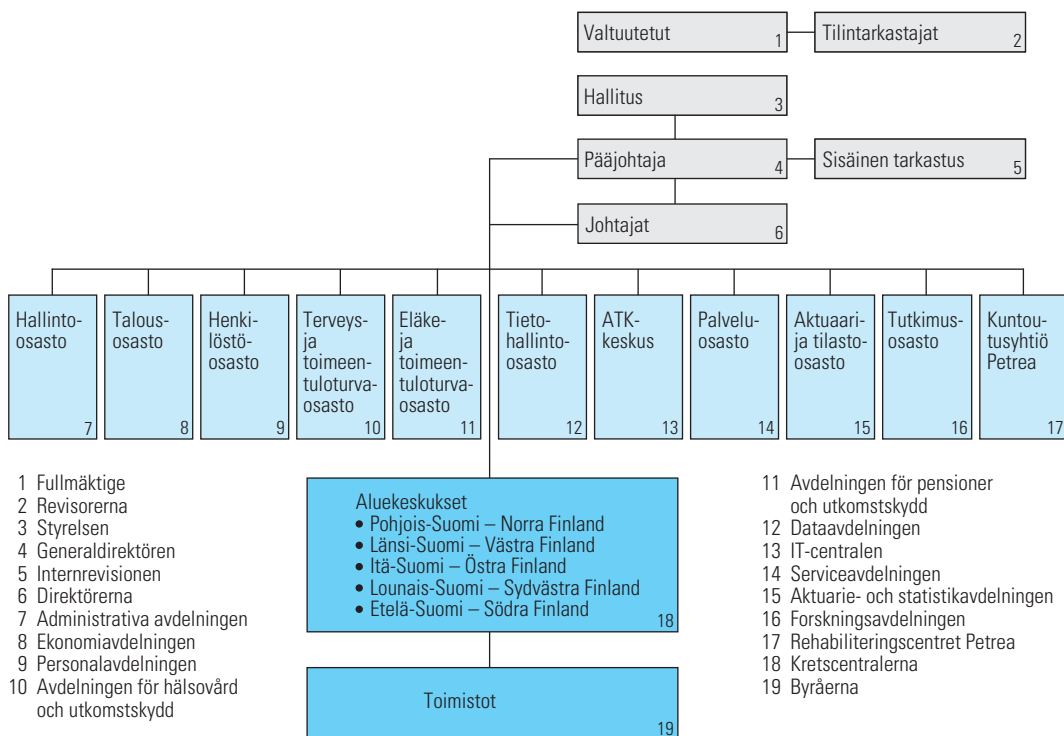 Valtuutetut
1
Tilintarkastajat
2
Hallitus
3
Pääjohtaja
4
Sisäinen tarkastus
5
Johtajat
6
Hallinto-
osasto
7
Talous-
osasto
8
Henki-
löstö-
osasto
9
Terveys-
ja
toimeen-
tuloturva-
osasto
10
Eläke-
ja
toimeen-
tuloturva-
osasto
11
Tieto-
hallinto-
osasto
12
ATK-
keskus
13
Palvelu-
osasto
14
Aktuaari-
ja tilasto-
osasto
15
Tutkimus-
osasto
16
Kuntou-
tusyhtiö
Petrea
17
1 Fullmäktige
2 Revisorerna
3 Styrelsen
4 Generaldirektören
5 Internrevisionen
6 Direktörerna
7 Administrativa avdelningen
8 Ekonomiavdelningen
9 Personalavdelningen
10 Avdelningen för hälsovård
och utkomstskydd
Aluekeskukset
• Pohjois-Suomi – Norra Finland
• Länsi-Suomi – Västra Finland
• Itä-Suomi – Östra Finland
• Lounais-Suomi – Sydvästra Finland
• Etelä-Suomi – Södra Finland
18
Toimistot
19
11 Avdelningen för pensioner
och utkomstskydd
12 Dataavdelningen
13 IT-centralen
14 Serviceavdelningen
15 Aktuarie- och statistikavdelningen
16 Forskningsavdelningen
17 Rehabiliteringscentret Petrea
18 Kretscentralerna
19 Byråerna